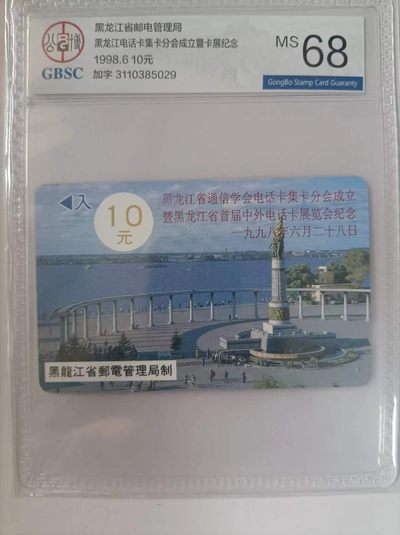 公博
GBSC
黑龙江省邮电管理局
黑龙江电话卡集卡分会成立暨卡展纪念
1998.6 10元
加字 3110385029
MS 68
GongBo Stamp Card Guaranty
入
10
元
黑龙江省通信学会电话卡集卡分会成立
暨黑龙江省首届中外电话卡展览会纪念
一九九八年六月二十八日
黑龍江省郵電管理局制